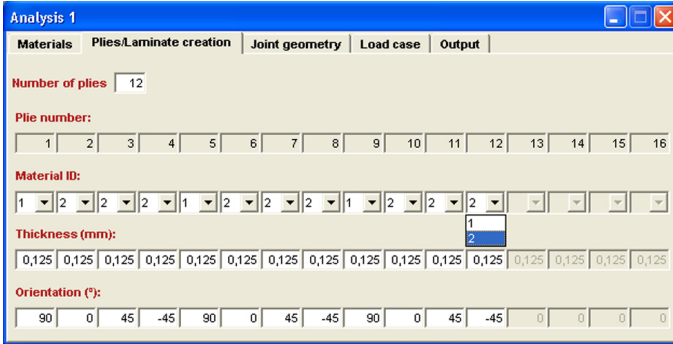 Analysis 1
Materials Plies/Laminate creation Joint geometry Load case Output
Number of plies 12
Plie number:
1 2 3 4 5 6 7 8 9 10 11 12 13 14 15 16
Material ID:
1 2 2 2 1 2 2 2 1 2 2 2
1
2
Thickness (mm):
0,125 0,125 0,125 0,125 0,125 0,125 0,125 0,125 0,125 0,125 0,125 0,125 0,125 0,125 0,125 0,125
Orientation (º):
90 0 45 -45 90 0 45 -45 90 0 45 -45 0 0 0 0